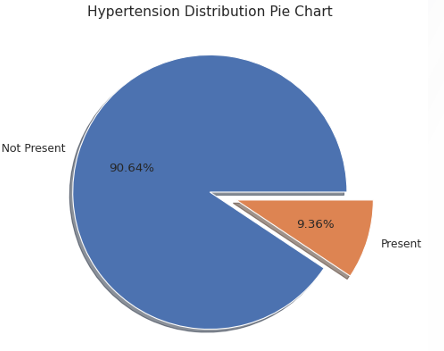 Hypertension Distribution Pie Chart
Not Present
90.64%
9.36%
Present